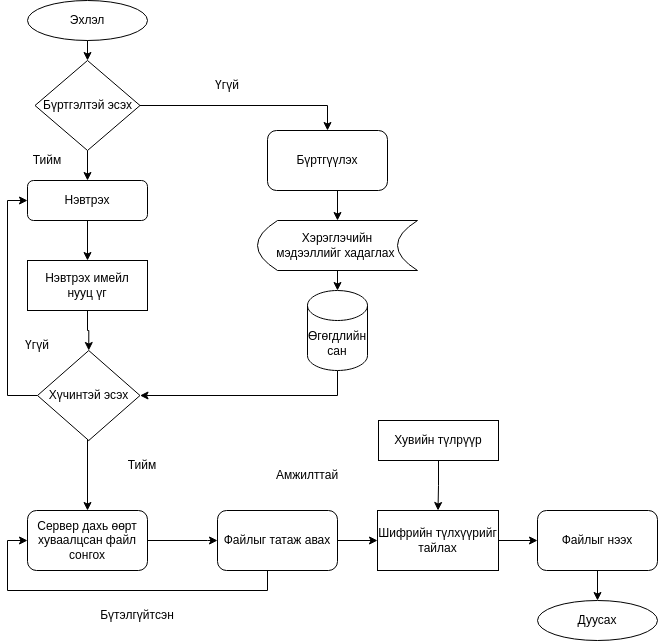 Эхлэл
Бүртгэлтэй эсэх
Үгүй
Тийм
Бүртгүүлэх
Нэвтрэх
Хэрэглэчийн
мэдээллийг хадаглах
Нэвтрэх имейл
нууц үг
Өгөгдлийн
сан
Үгүй
Хүчинтэй эсэх
Тийм
Амжилттай
Хувийн түлрүүр
Сервер дахь өөрт
хуваалцсан файл
сонгох
Файлыг татаж авах
Шифрийн түлхүүрийг
тайлах
Файлыг нээх
Бүтэлгүйтсэн
Дуусах